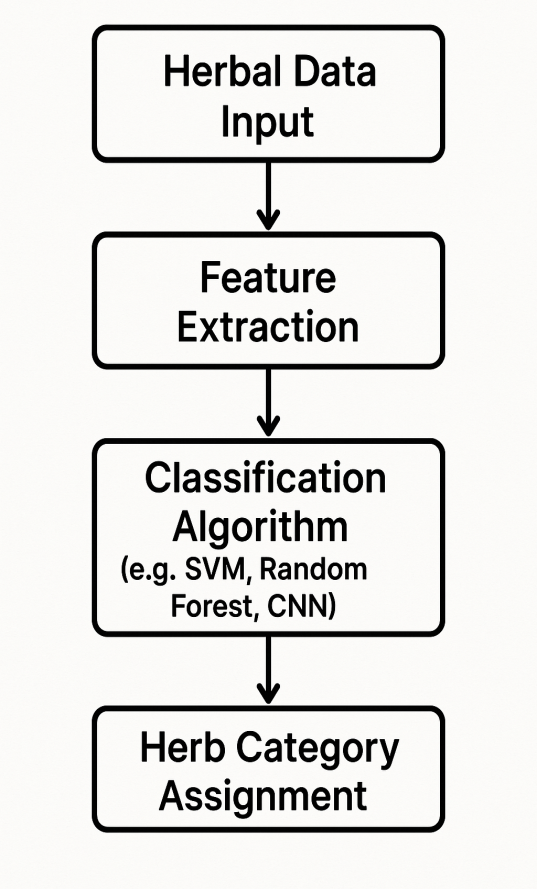 Herbal Data
Input
Feature
Extraction
Classification
Algorithm
(e.g. SVM, Random
Forest, CNN)
Herb Category
Assignment